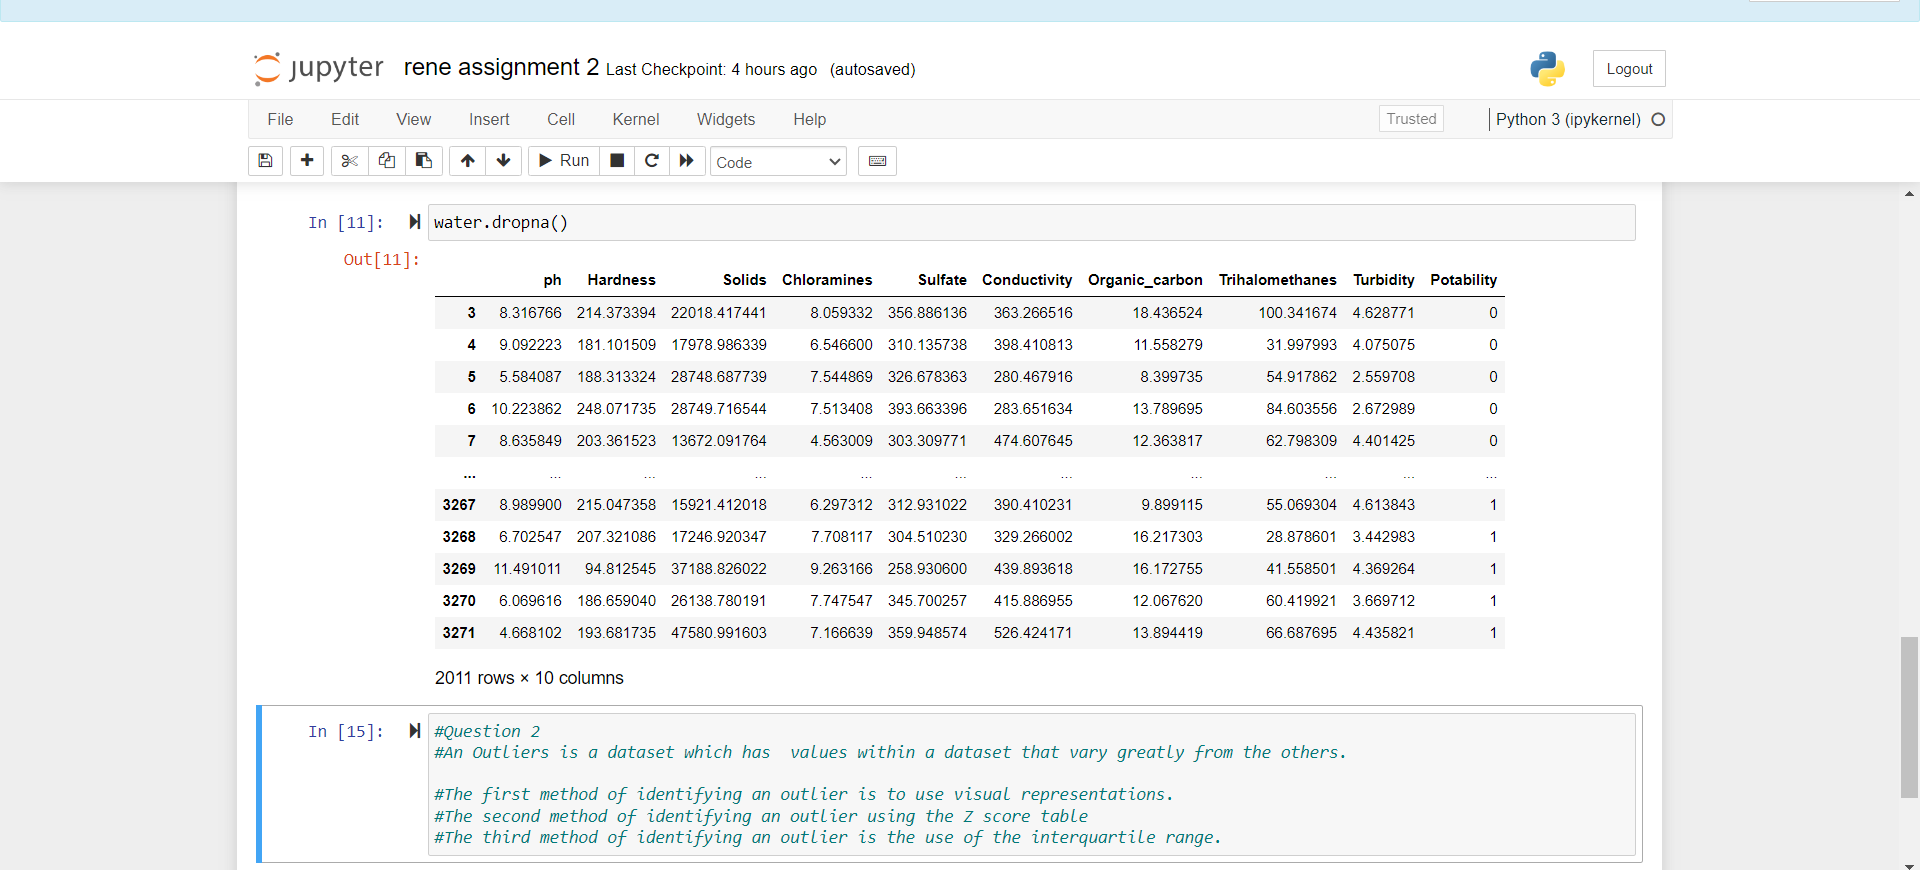 jupyter rene assignment 2 Last Checkpoint: 4 hours ago (autosaved) Logout
File Edit View Insert Cell Kernel Widgets Help Trusted Python 3 (ipykernel)
Run Code
In [11]: water.dropna()
Out[11]:
ph Hardness Solids Chloramines Sulfate Conductivity Organic_carbon Trihalomethanes Turbidity Potability
3 8.316766 214.373394 22018.417441 8.059332 356.886136 363.266516 18.436524 100.341674 4.628771 0
4 9.092223 181.101509 17978.986339 6.546600 310.135738 398.410813 11.558279 31.997993 4.075075 0
5 5.584087 188.313324 28748.687739 7.544869 326.678363 280.467916 8.399735 54.917862 2.559708 0
6 10.223862 248.071735 28749.716544 7.513408 393.663396 283.651634 13.789695 84.603556 2.672989 0
7 8.635849 203.361523 13672.091764 4.563009 303.309771 474.607645 12.363817 62.798309 4.401425 0
... ... ... ... ... ... ... ... ... ... ...
3267 8.989900 215.047358 15921.412018 6.297312 312.931022 390.410231 9.899115 55.069304 4.613843 1
3268 6.702547 207.321086 17246.920347 7.708117 304.510230 329.266002 16.217303 28.878601 3.442983 1
3269 11.491011 94.812545 37188.826022 9.263166 258.930600 439.893618 16.172755 41.558501 4.369264 1
3270 6.069616 186.659040 26138.780191 7.747547 345.700257 415.886955 12.067620 60.419921 3.669712 1
3271 4.668102 193.681735 47580.991603 7.166639 359.948574 526.424171 13.894419 66.687695 4.435821 1
2011 rows × 10 columns
In [15]: #Question 2
#An Outliers is a dataset which has  values within a dataset that vary greatly from the others.
#The first method of identifying an outlier is to use visual representations.
#The second method of identifying an outlier using the Z score table
#The third method of identifying an outlier is the use of the interquartile range.